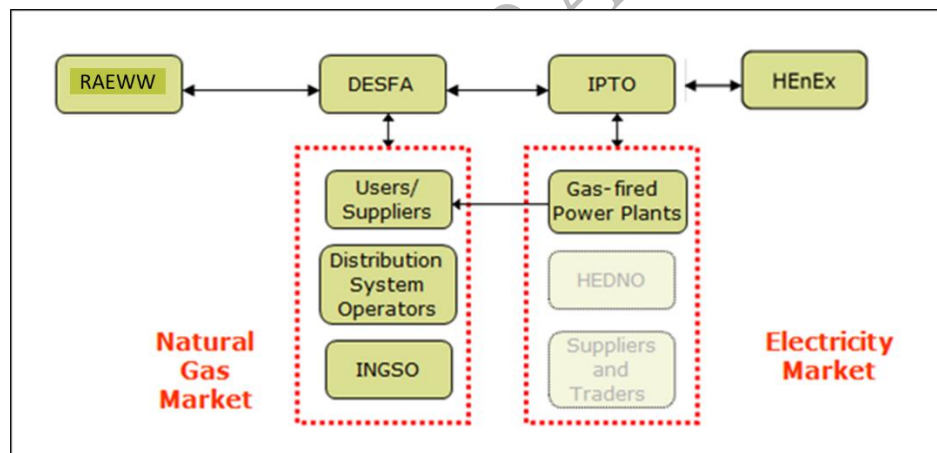 RAEWW
DESFA
IPTO
HEnEx
Users/
Suppliers
Gas-fired
Power Plants
Distribution
System
Operators
HEDNO
INGSO
Suppliers
and
Traders
Natural
Gas
Market
Electricity
Market